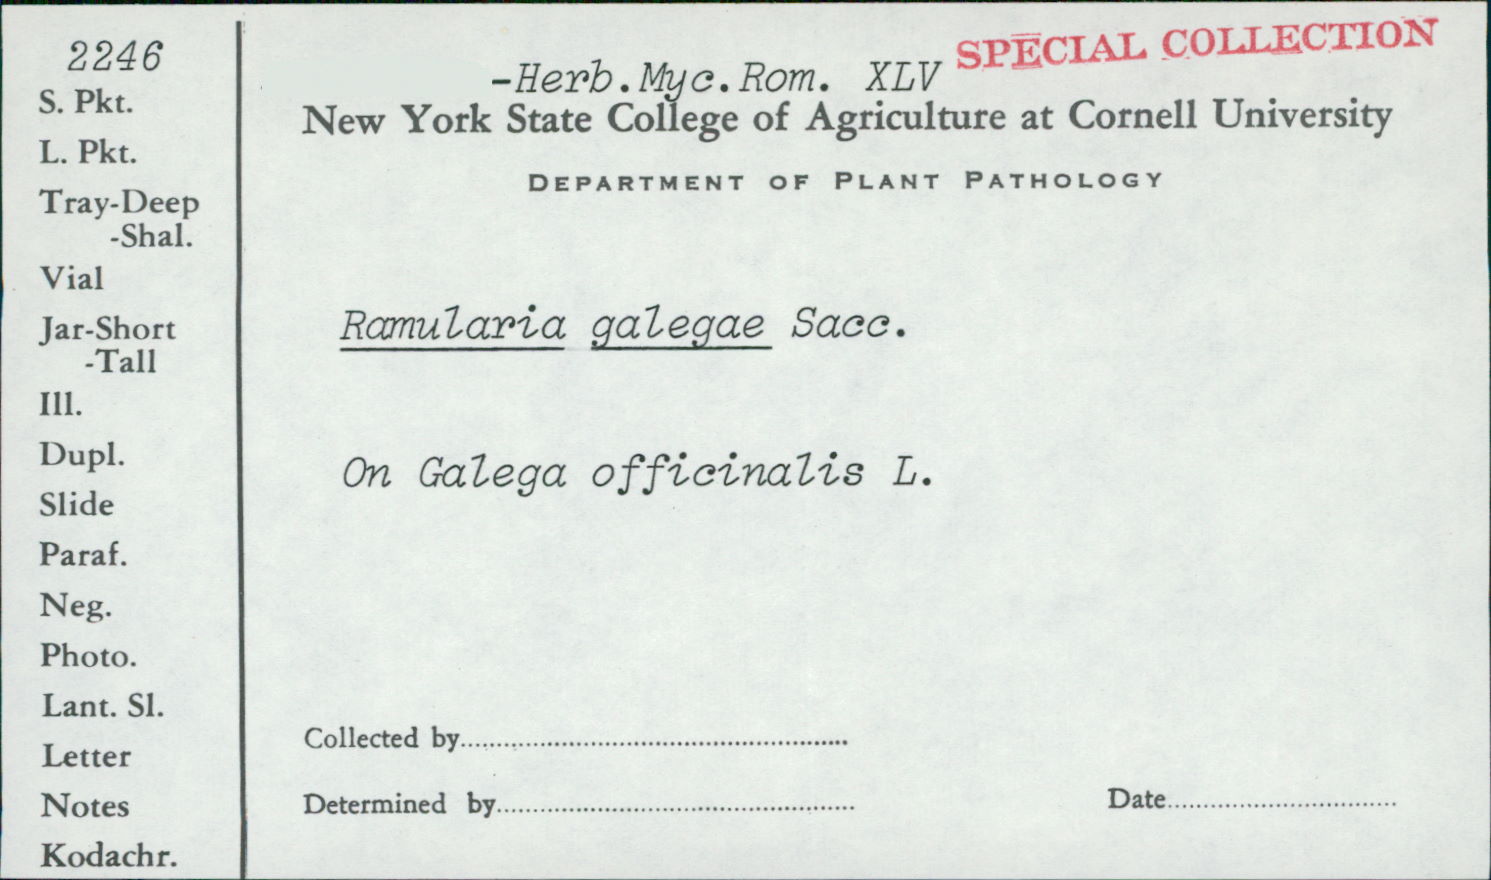 2246
S. Pkt.
L. Pkt.
Tray-Deep
-Shal.
Vial
Jar-Short
-Tall
Ill.
Dupl.
Slide
Paraf.
Neg.
Photo.
Lant. Sl.
Letter
Notes
Kodachr.
SPECIAL COLLECTION
-Herb.Myc.Rom. XLV
New York State College of Agriculture at Cornell University
DEPARTMENT OF PLANT PATHOLOGY
Ramularia galegae Sacc.
On Galega officinalis L.
Collected by
Determined by
Date